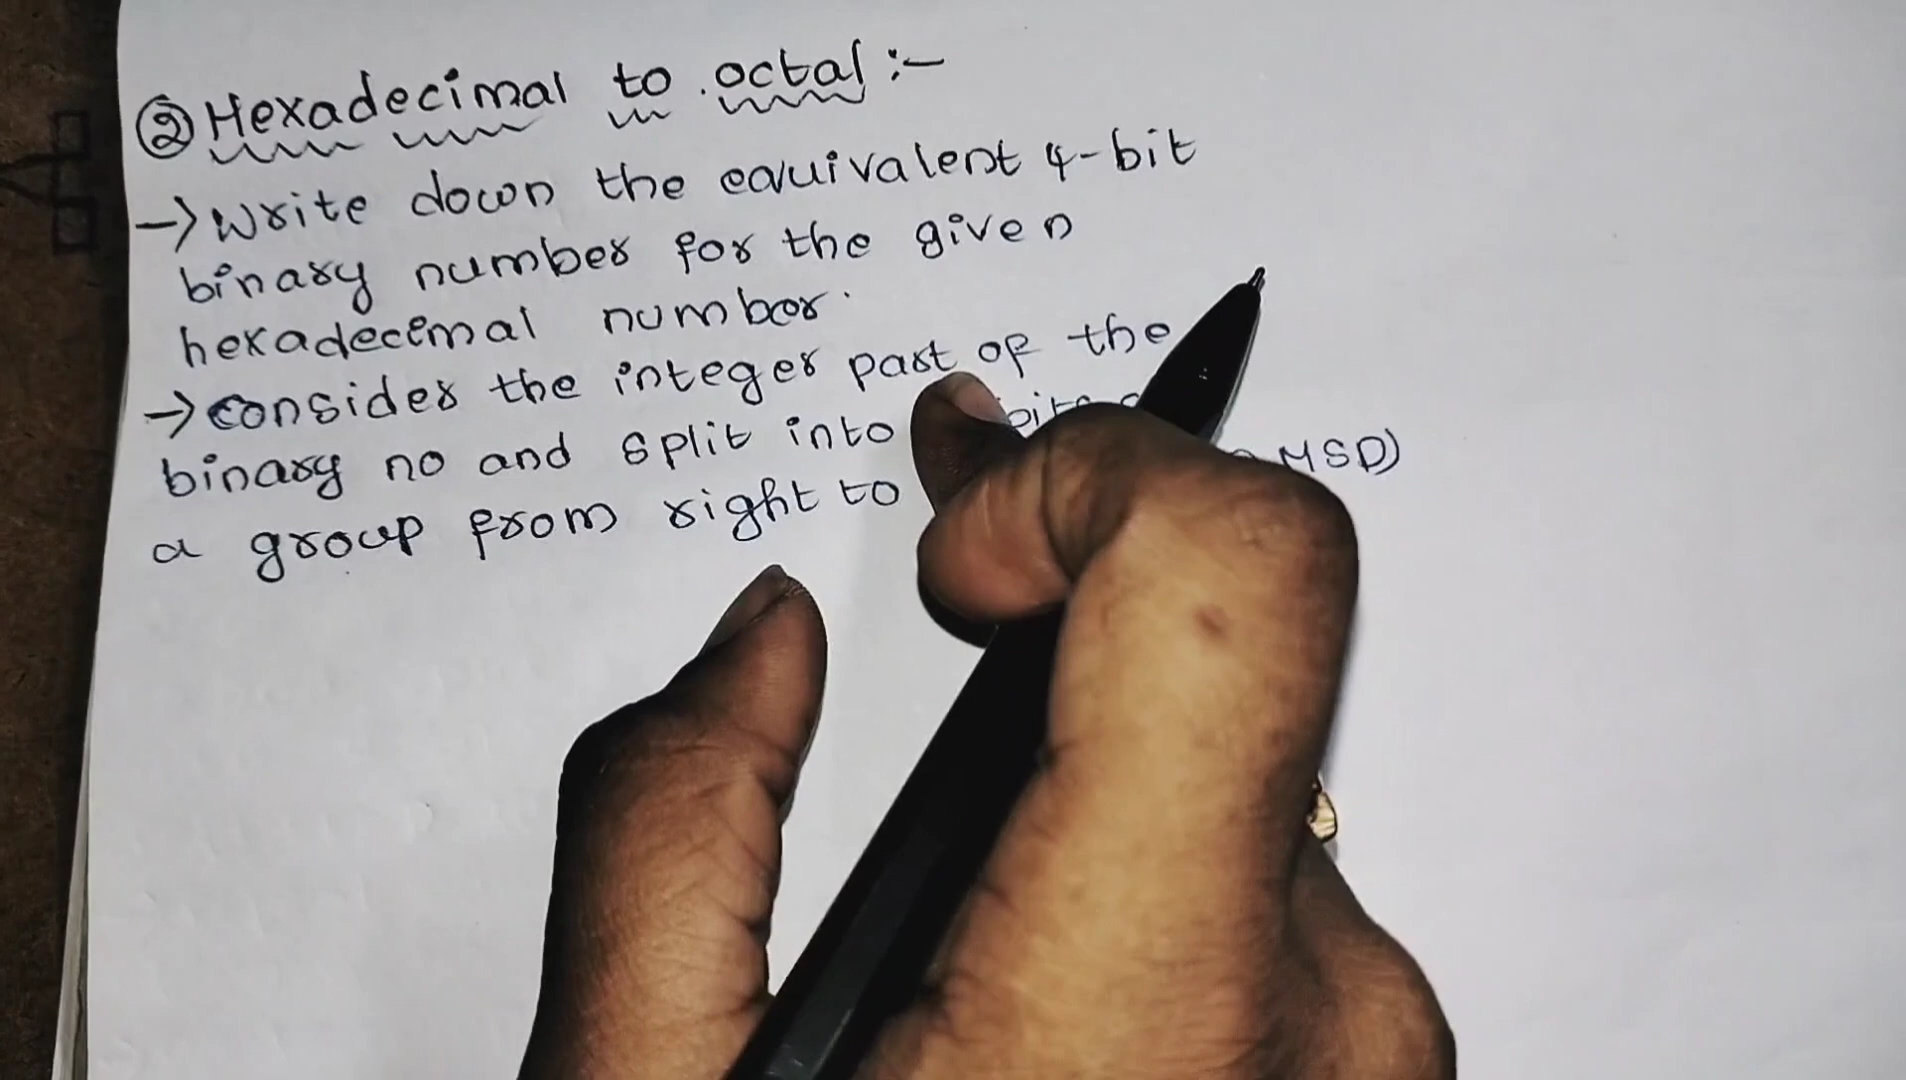 ② Hexadecimal to octal :-
→ Write down the equivalent 4-bit
binary number for the given
hexadecimal number.
→ consider the integer part of the
binary no and split into
a group from right to MSD)